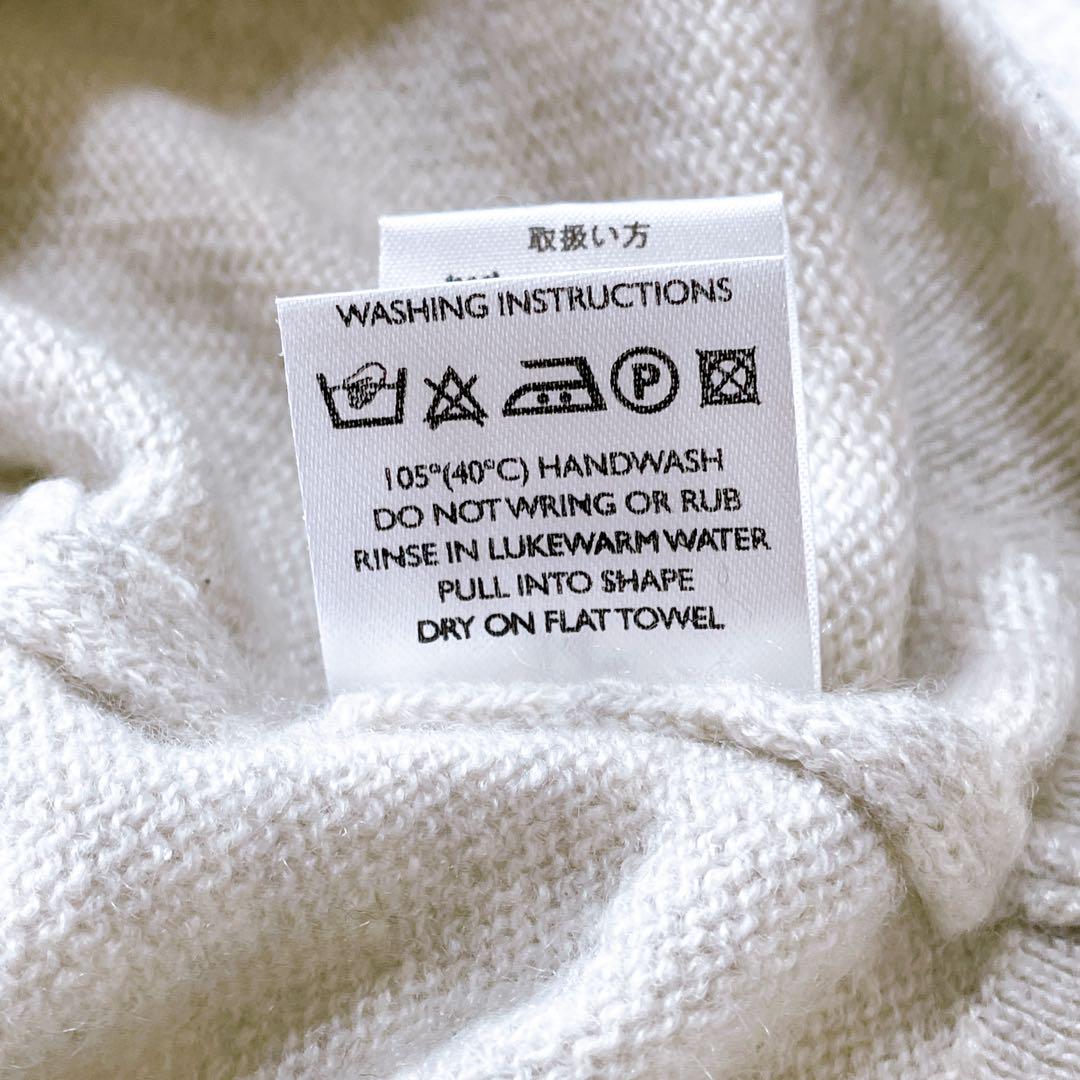 取扱い方
WASHING INSTRUCTIONS
P
105°(40°C) HANDWASH
DO NOT WRING OR RUB
RINSE IN LUKEWARM WATER
PULL INTO SHAPE
DRY ON FLAT TOWEL